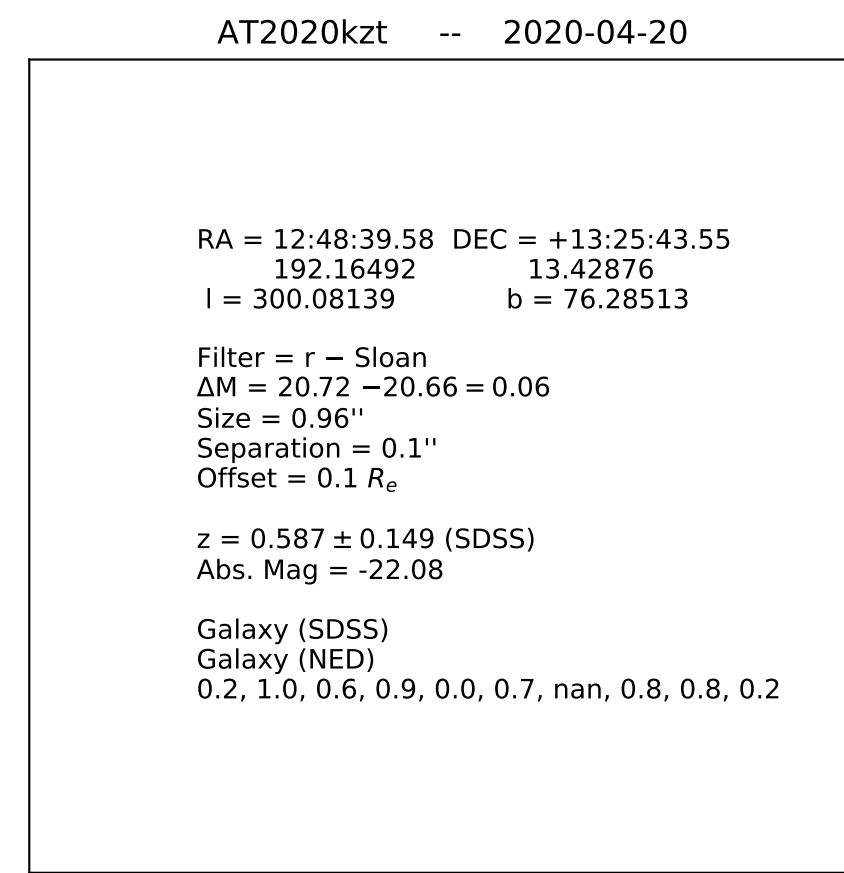 AT2020kzt -- 2020-04-20
RA = 12:48:39.58 DEC = +13:25:43.55
192.16492 13.42876
l = 300.08139 b = 76.28513
Filter = r − Sloan
ΔM = 20.72 −20.66 = 0.06
Size = 0.96''
Separation = 0.1''
Offset = 0.1 Rₑ
z = 0.587 ± 0.149 (SDSS)
Abs. Mag = -22.08
Galaxy (SDSS)
Galaxy (NED)
0.2, 1.0, 0.6, 0.9, 0.0, 0.7, nan, 0.8, 0.8, 0.2